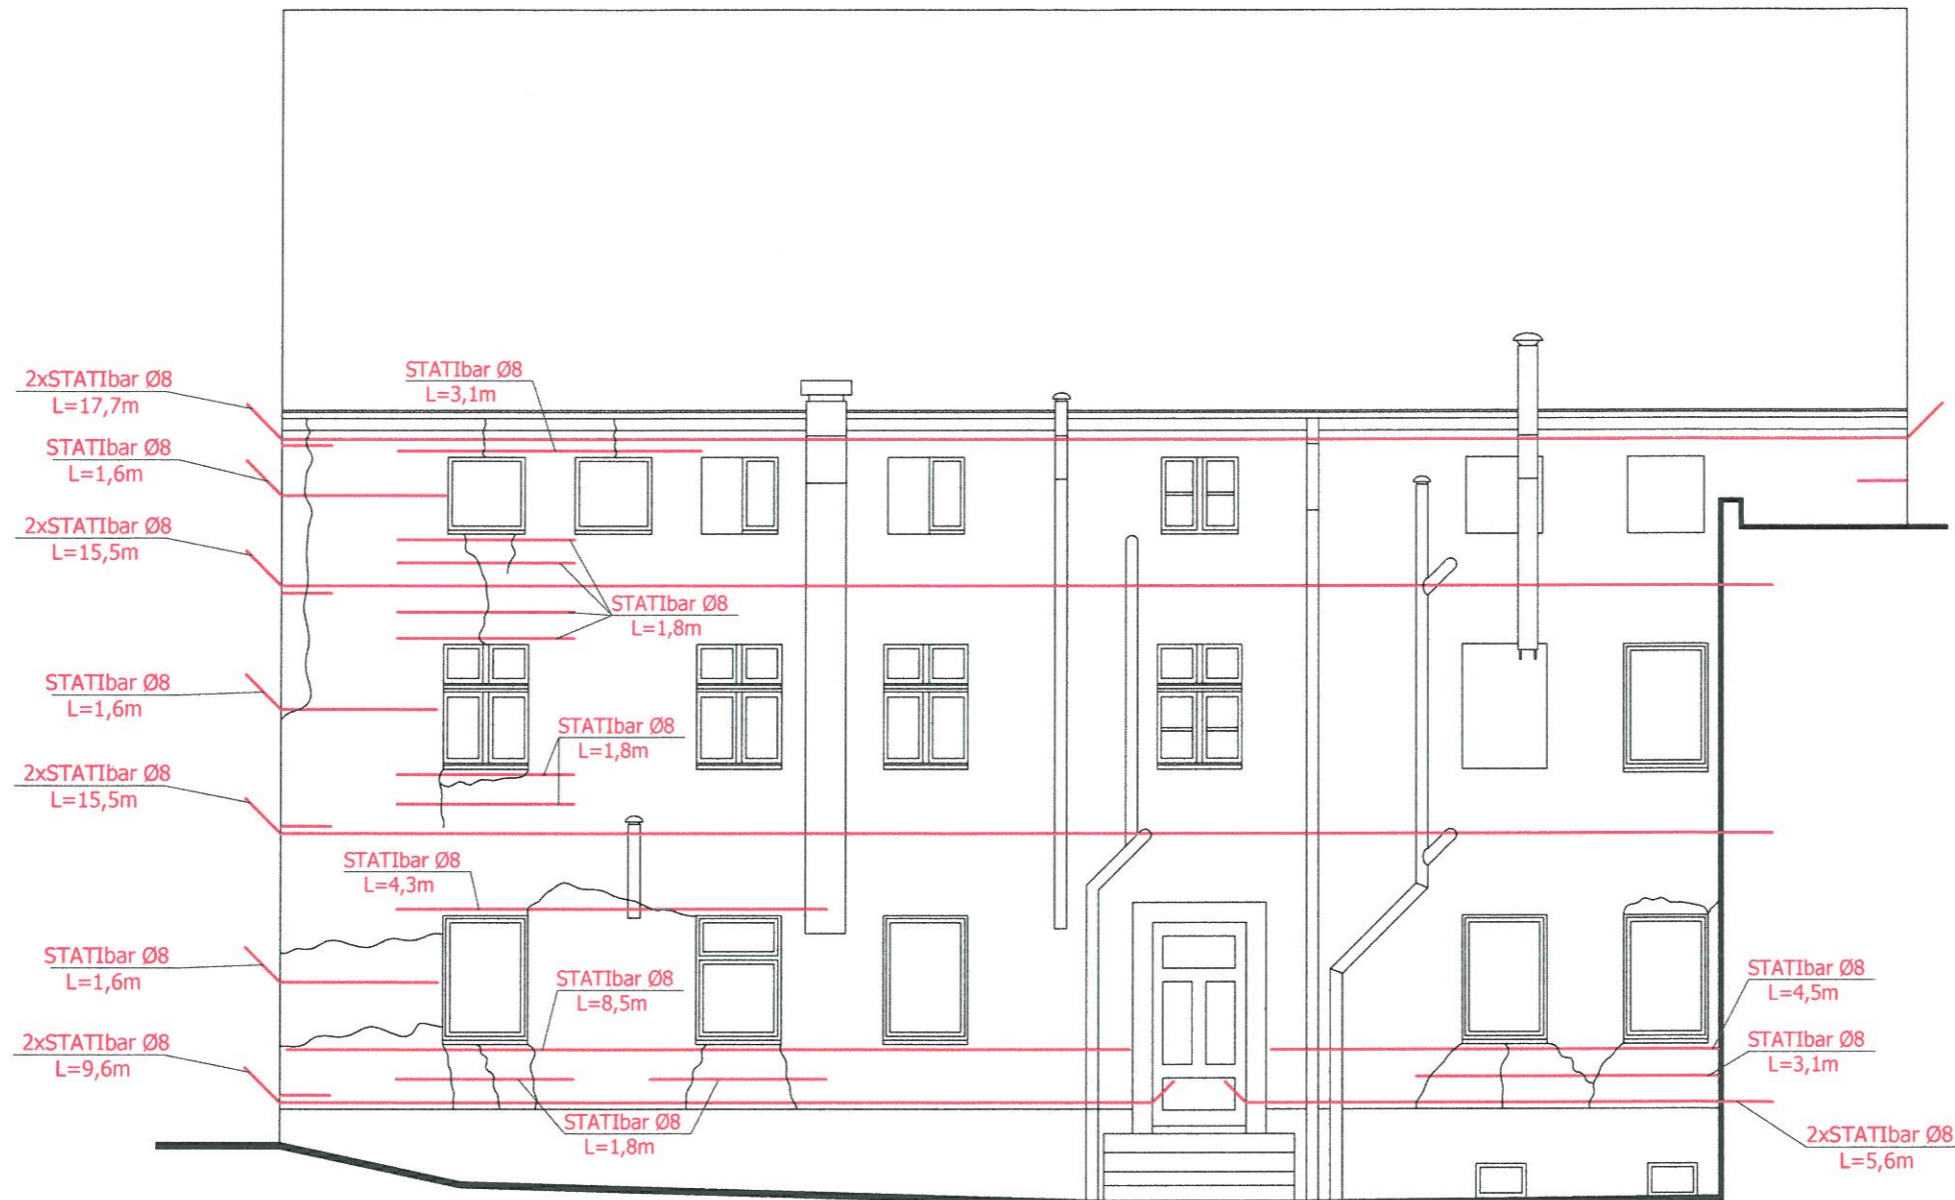 2xSTATIbar Ø8
L=17,7m
STATIbar Ø8
L=3,1m
STATIbar Ø8
L=1,6m
2xSTATIbar Ø8
L=15,5m
STATIbar Ø8
L=1,8m
STATIbar Ø8
L=1,6m
STATIbar Ø8
L=1,8m
2xSTATIbar Ø8
L=15,5m
STATIbar Ø8
L=4,3m
STATIbar Ø8
L=1,6m
STATIbar Ø8
L=8,5m
STATIbar Ø8
L=4,5m
2xSTATIbar Ø8
L=9,6m
STATIbar Ø8
L=3,1m
STATIbar Ø8
L=1,8m
2xSTATIbar Ø8
L=5,6m